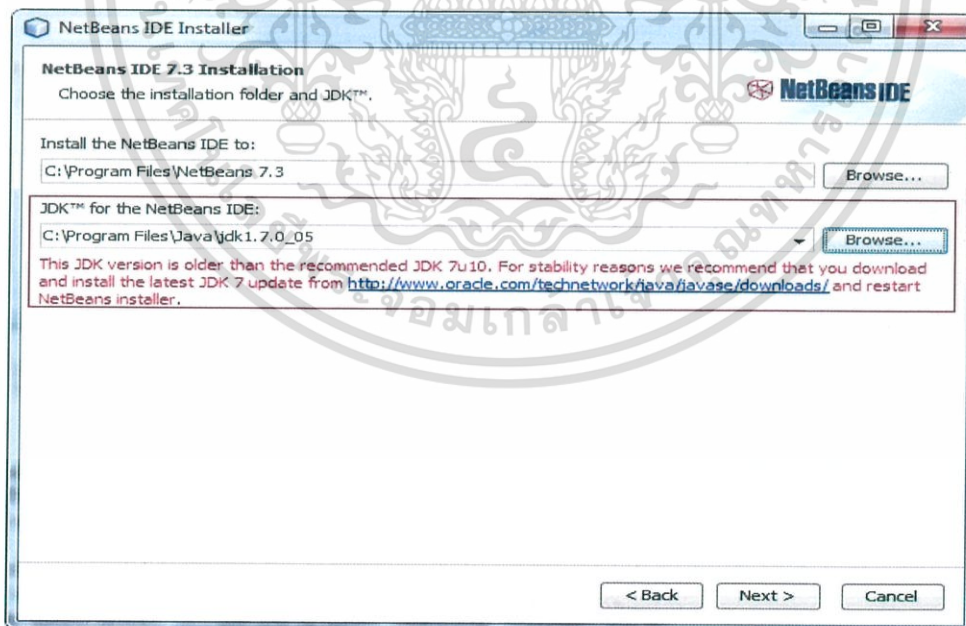 NetBeans IDE Installer
NetBeans IDE 7.3 Installation
Choose the installation folder and JDK™.
NetBeans IDE
Install the NetBeans IDE to:
C:\Program Files\NetBeans 7.3
Browse...
JDK™ for the NetBeans IDE:
C:\Program Files\Java\jdk1.7.0_05
Browse...
This JDK version is older than the recommended JDK 7u10. For stability reasons we recommend that you download
and install the latest JDK 7 update from http://www.oracle.com/technetwork/java/javase/downloads/ and restart
NetBeans installer.
< Back
Next >
Cancel